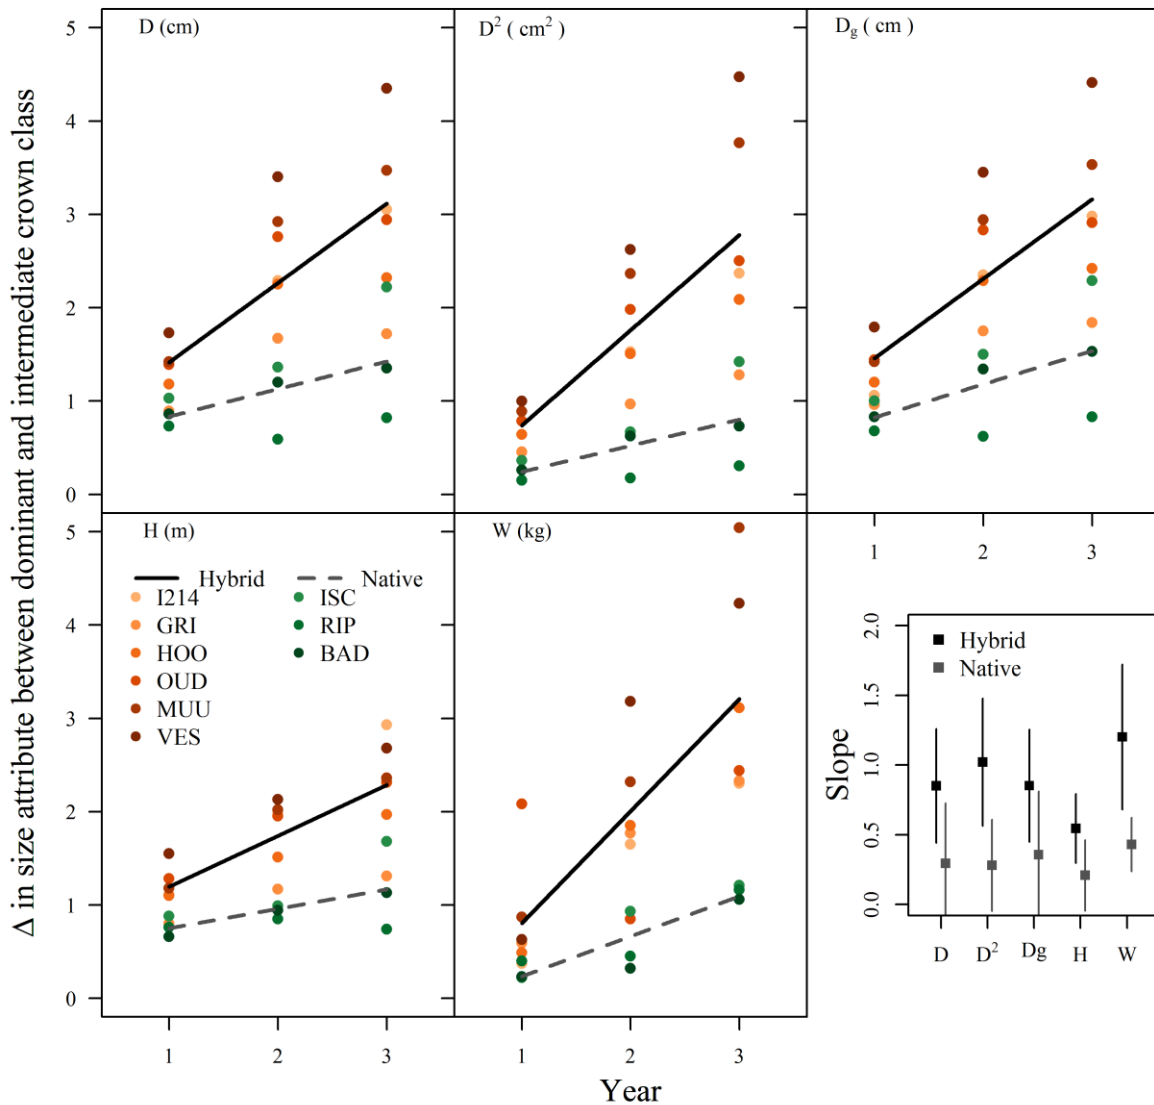 Δ in size attribute between dominant and intermediate crown class
D (cm)
D² ( cm² )
D₉ ( cm )
5
4
3
2
1
0
1
2
3
H (m)
W (kg)
5
4
3
2
1
0
Hybrid
Native
I214
ISC
GRI
RIP
HOO
BAD
OUD
MUU
VES
1
2
3
1
2
3
Year
Slope
2.0
1.5
1.0
0.5
0.0
Hybrid
Native
D
D²
Dg
H
W